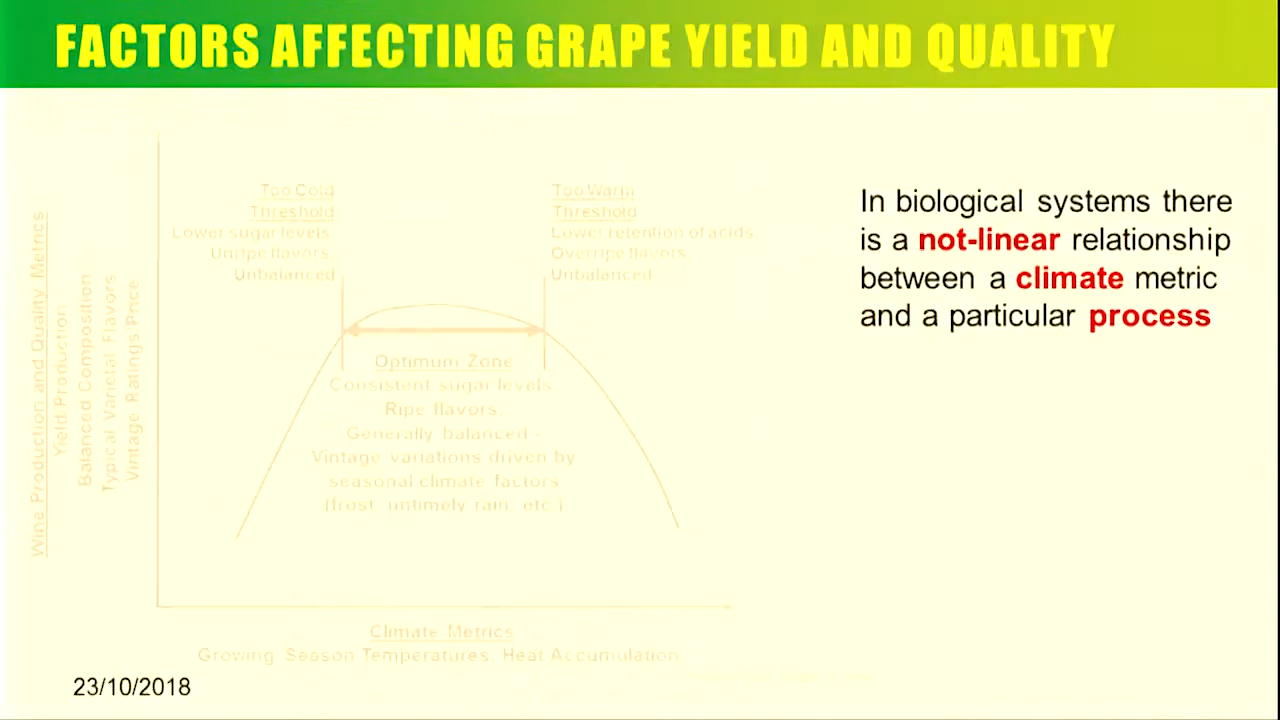 FACTORS AFFECTING GRAPE YIELD AND QUALITY
Wine Production and Quality Metrics
Yield Production
Balanced Composition
Typical Varietal Flavors
Vintage Ratings Price
Too Cold
Threshold
Lower sugar levels,
Unripe flavors,
Unbalanced
Too Warm
Threshold
Lower retention of acids,
Overripe flavors,
Unbalanced
Optimum Zone
Consistent sugar levels
Ripe flavors,
Generally balanced -
Vintage variations driven by
seasonal climate factors
(frost, untimely rain, etc.)
Climate Metrics
Growing Season Temperatures, Heat Accumulation,
In biological systems there
is a not-linear relationship
between a climate metric
and a particular process
23/10/2018